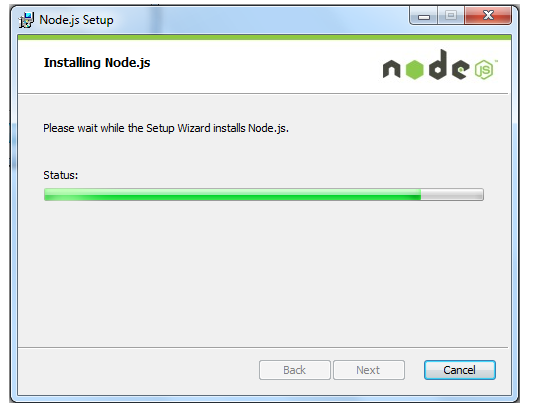 Node.js Setup
Installing Node.js
node JS
Please wait while the Setup Wizard installs Node.js.
Status:
Back Next Cancel